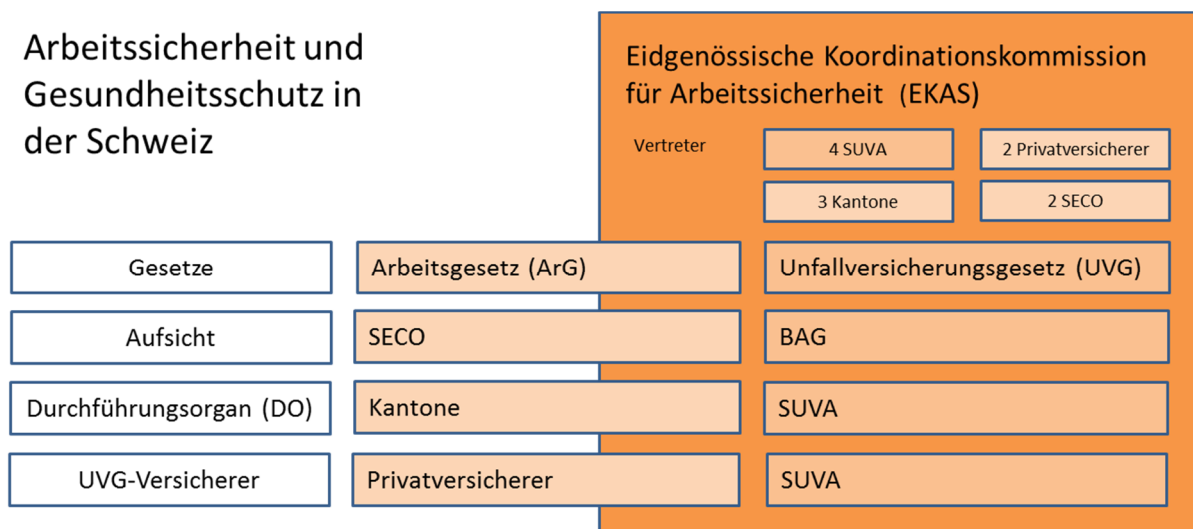 Arbeitssicherheit und
Gesundheitsschutz in
der Schweiz
Eidgenössische Koordinationskommission
für Arbeitssicherheit (EKAS)
Vertreter
4 SUVA
2 Privatversicherer
3 Kantone
2 SECO
Gesetze
Arbeitsgesetz (ArG)
Unfallversicherungsgesetz (UVG)
Aufsicht
SECO
BAG
Durchführungsorgan (DO)
Kantone
SUVA
UVG-Versicherer
Privatversicherer
SUVA